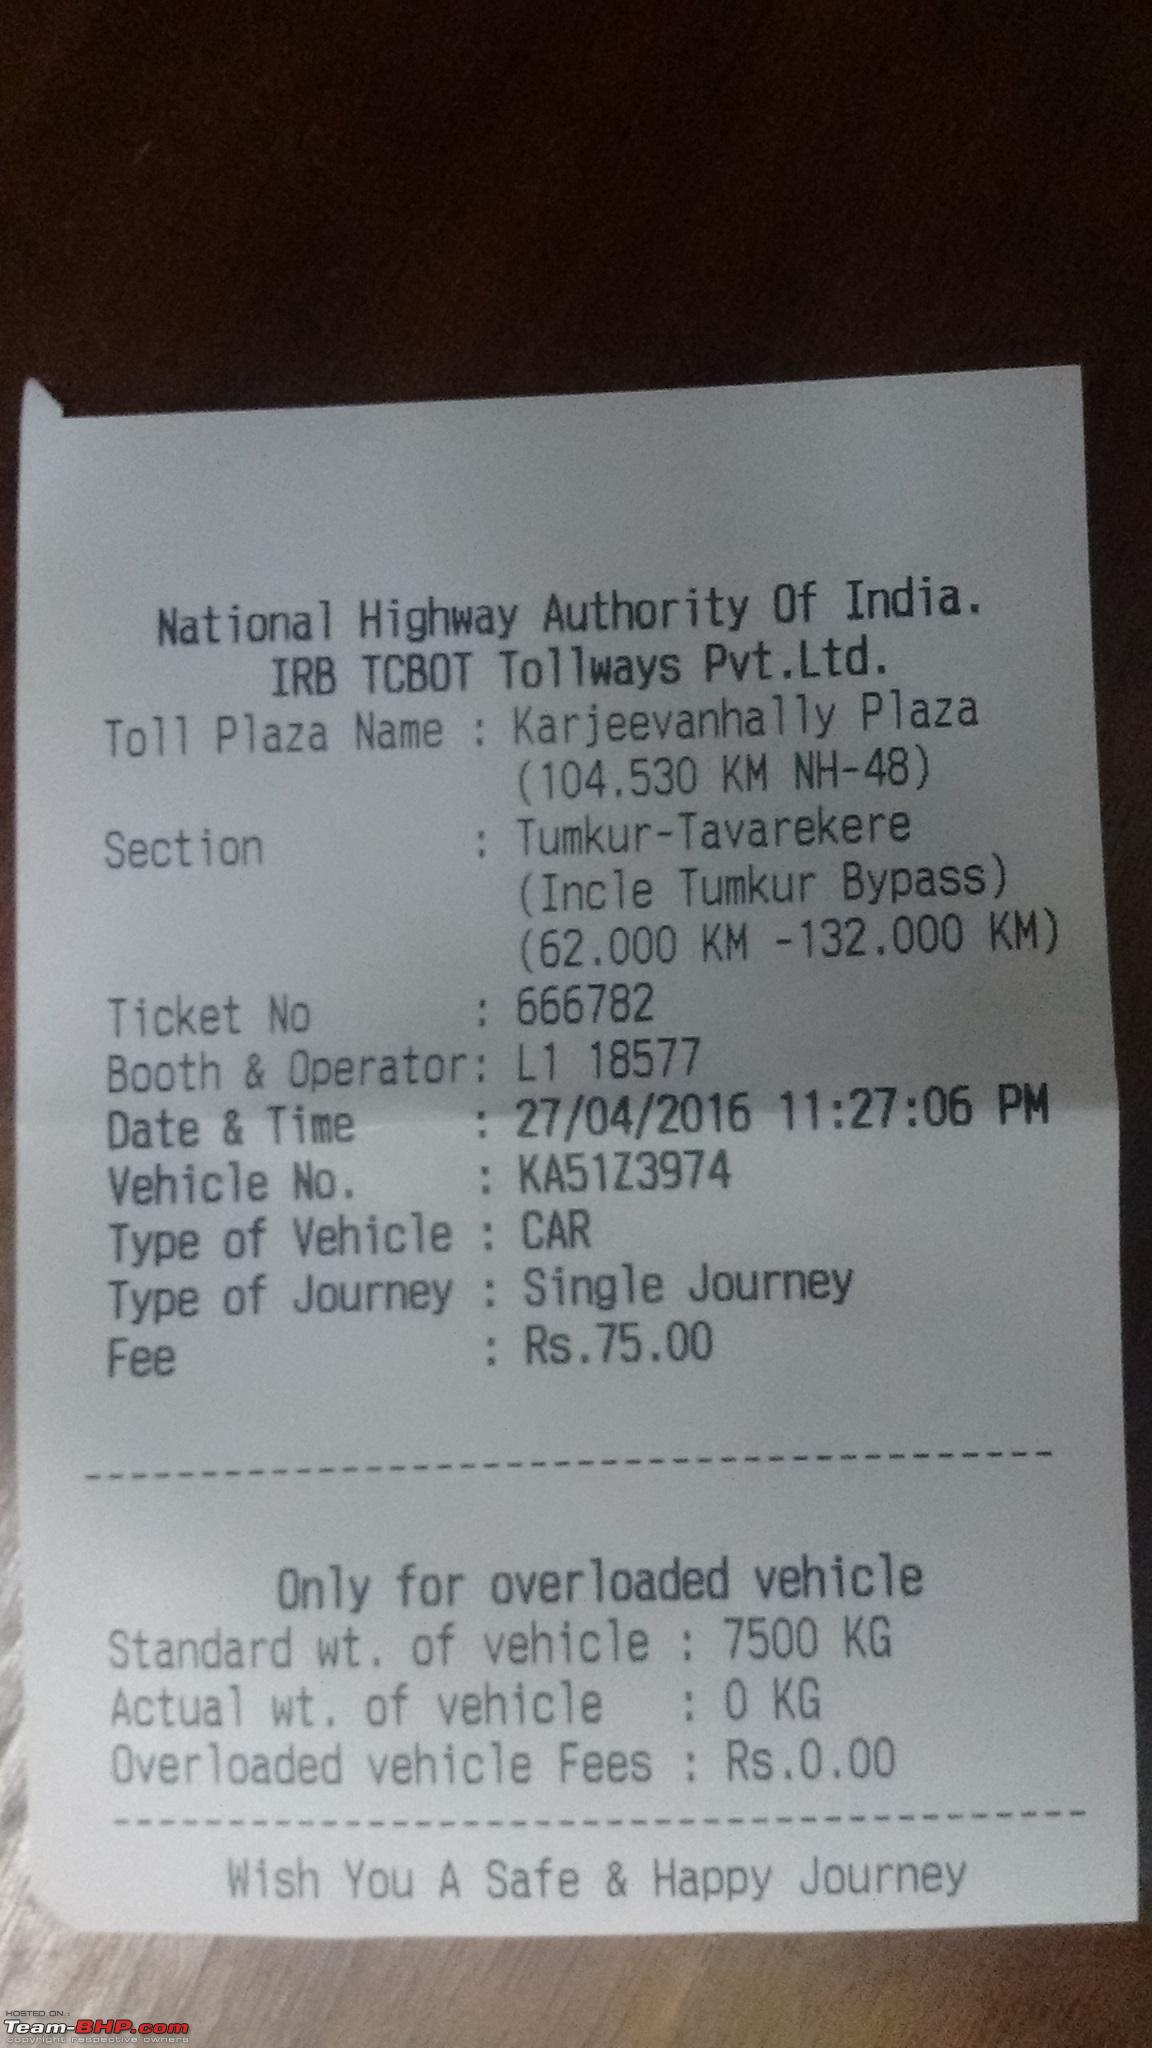 National Highway Authority Of India.
IRB TCBOT Tollways Pvt.Ltd.
Toll Plaza Name : Karjeevanhally Plaza
(104.530 KM NH-48)
Section : Tumkur-Tavarekere
(Incle Tumkur Bypass)
(62.000 KM -132.000 KM)
Ticket No : 666782
Booth & Operator: L1 18577
Date & Time : 27/04/2016 11:27:06 PM
Vehicle No. : KA51Z3974
Type of Vehicle : CAR
Type of Journey : Single Journey
Fee : Rs.75.00
Only for overloaded vehicle
Standard wt. of vehicle : 7500 KG
Actual wt. of vehicle : 0 KG
Overloaded vehicle Fees : Rs.0.00
Wish You A Safe & Happy Journey
HOSTED ON :
Team-BHP.com
copyright respective owners